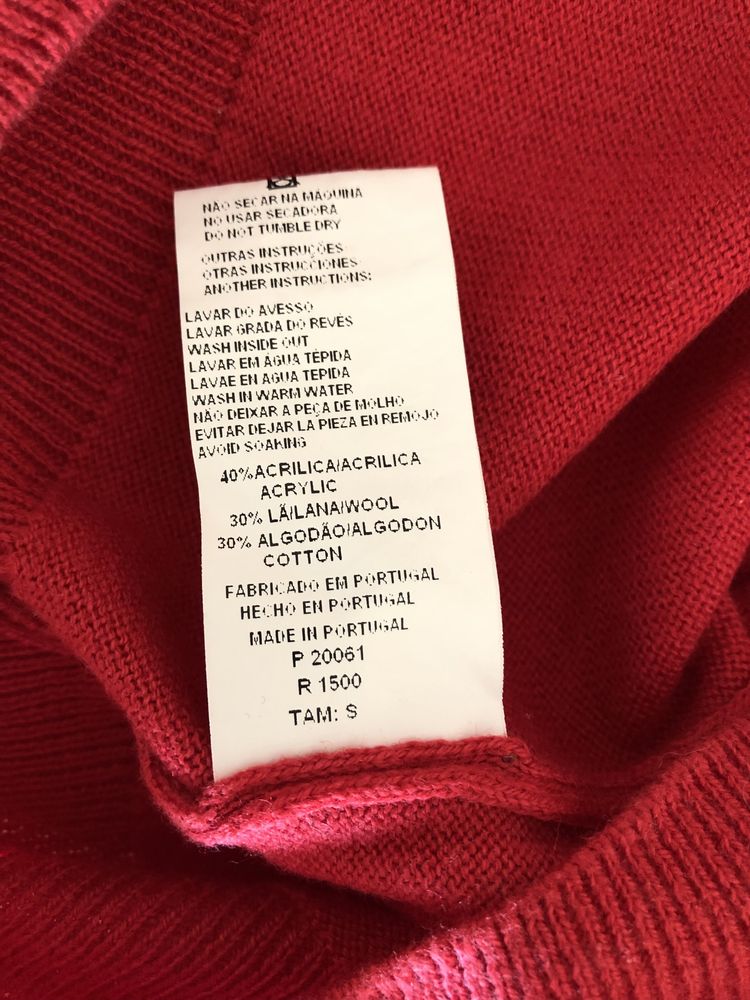 NÃO SECAR NA MÁQUINA
NO USAR SECADORA
DO NOT TUMBLE DRY
OUTRAS INSTRUÇÕES
OTRAS INSTRUCCIONES
ANOTHER INSTRUCTIONS:
LAVAR DO AVESSO
LAVAR GRADA DO REVÉS
WASH INSIDE OUT
LAVAR EM ÁGUA TÉPIDA
LAVAE EN AGUA TEPIDA
WASH IN WARM WATER
NÃO DEIXAR A PEÇA DE MOLHO
EVITAR DEJAR LA PIEZA EN REMOJO
AVOID SOAKING
40%ACRILICA/ACRILICA
ACRYLIC
30% LÃ/LANA/WOOL
30% ALGODÃO/ALGODON
COTTON
FABRICADO EM PORTUGAL
HECHO EN PORTUGAL
MADE IN PORTUGAL
P 20061
R 1500
TAM: S